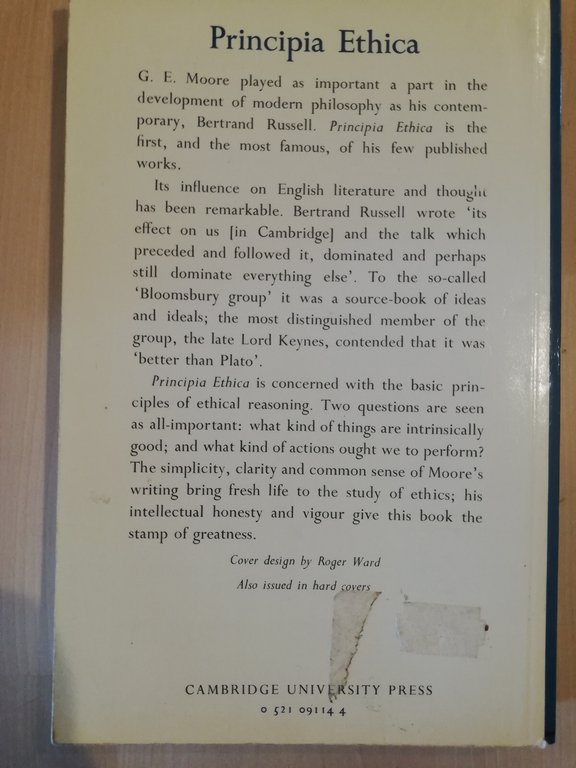 Principia Ethica
G. E. Moore played as important a part in the
development of modern philosophy as his contem-
porary, Bertrand Russell. Principia Ethica is the
first, and the most famous, of his few published
works.
Its influence on English literature and thought
has been remarkable. Bertrand Russell wrote ‘its
effect on us [in Cambridge] and the talk which
preceded and followed it, dominated and perhaps
still dominate everything else’. To the so-called
‘Bloomsbury group’ it was a source-book of ideas
and ideals; the most distinguished member of the
group, the late Lord Keynes, contended that it was
‘better than Plato’.
Principia Ethica is concerned with the basic prin-
ciples of ethical reasoning. Two questions are seen
as all-important: what kind of things are intrinsically
good; and what kind of actions ought we to perform?
The simplicity, clarity and common sense of Moore’s
writing bring fresh life to the study of ethics; his
intellectual honesty and vigour give this book the
stamp of greatness.
Cover design by Roger Ward
Also issued in hard covers
CAMBRIDGE UNIVERSITY PRESS
0 521 09114 4